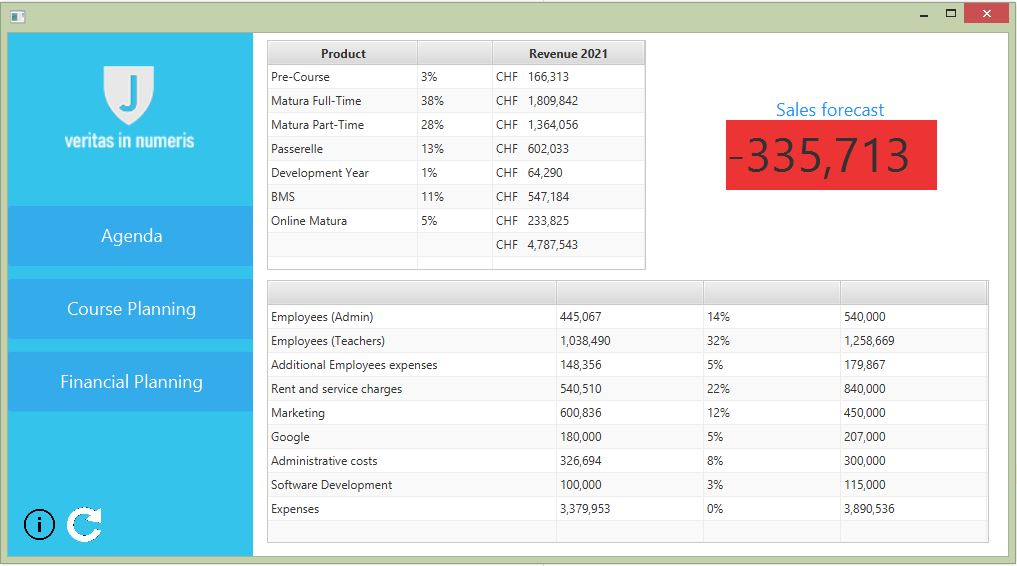 J
veritas in numeris
Agenda
Course Planning
Financial Planning
i
Product Revenue 2021
Pre-Course 3% CHF 166,313
Matura Full-Time 38% CHF 1,809,842
Matura Part-Time 28% CHF 1,364,056
Passerelle 13% CHF 602,033
Development Year 1% CHF 64,290
BMS 11% CHF 547,184
Online Matura 5% CHF 233,825
CHF 4,787,543
Sales forecast
-335,713
Employees (Admin) 445,067 14% 540,000
Employees (Teachers) 1,038,490 32% 1,258,669
Additional Employees expenses 148,356 5% 179,867
Rent and service charges 540,510 22% 840,000
Marketing 600,836 12% 450,000
Google 180,000 5% 207,000
Administrative costs 326,694 8% 300,000
Software Development 100,000 3% 115,000
Expenses 3,379,953 0% 3,890,536